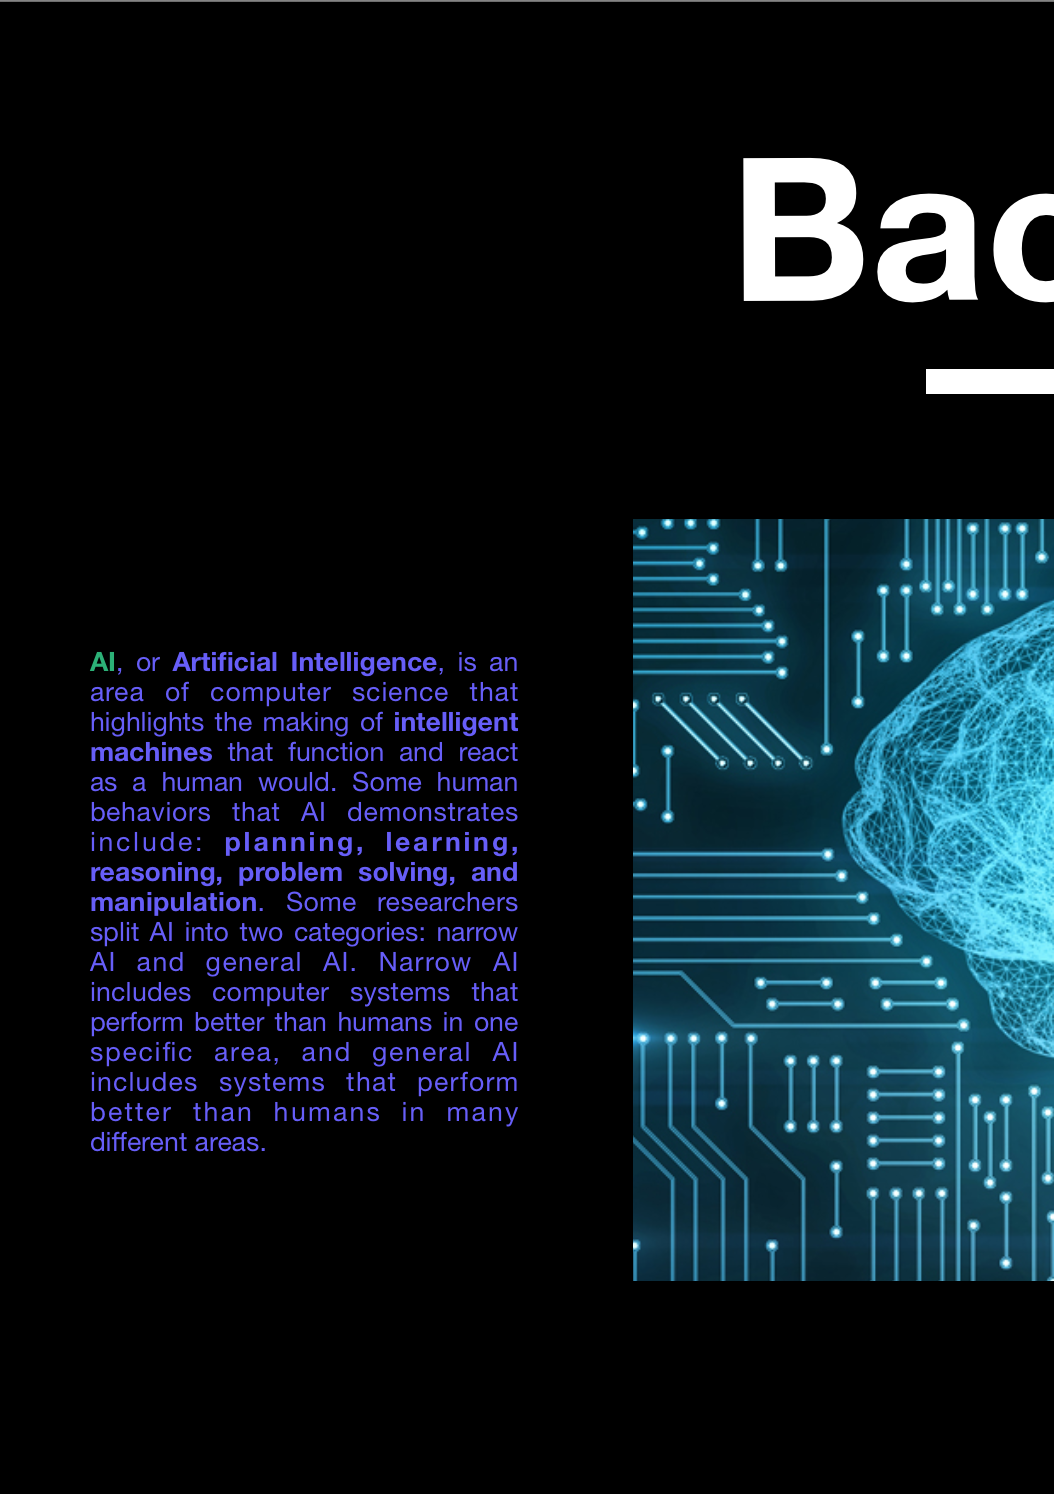 Bac
AI, or Artificial Intelligence, is an
area of computer science that
highlights the making of intelligent
machines that function and react
as a human would. Some human
behaviors that AI demonstrates
include: planning, learning,
reasoning, problem solving, and
manipulation. Some researchers
split AI into two categories: narrow
AI and general AI. Narrow AI
includes computer systems that
perform better than humans in one
specific area, and general AI
includes systems that perform
better than humans in many
different areas.